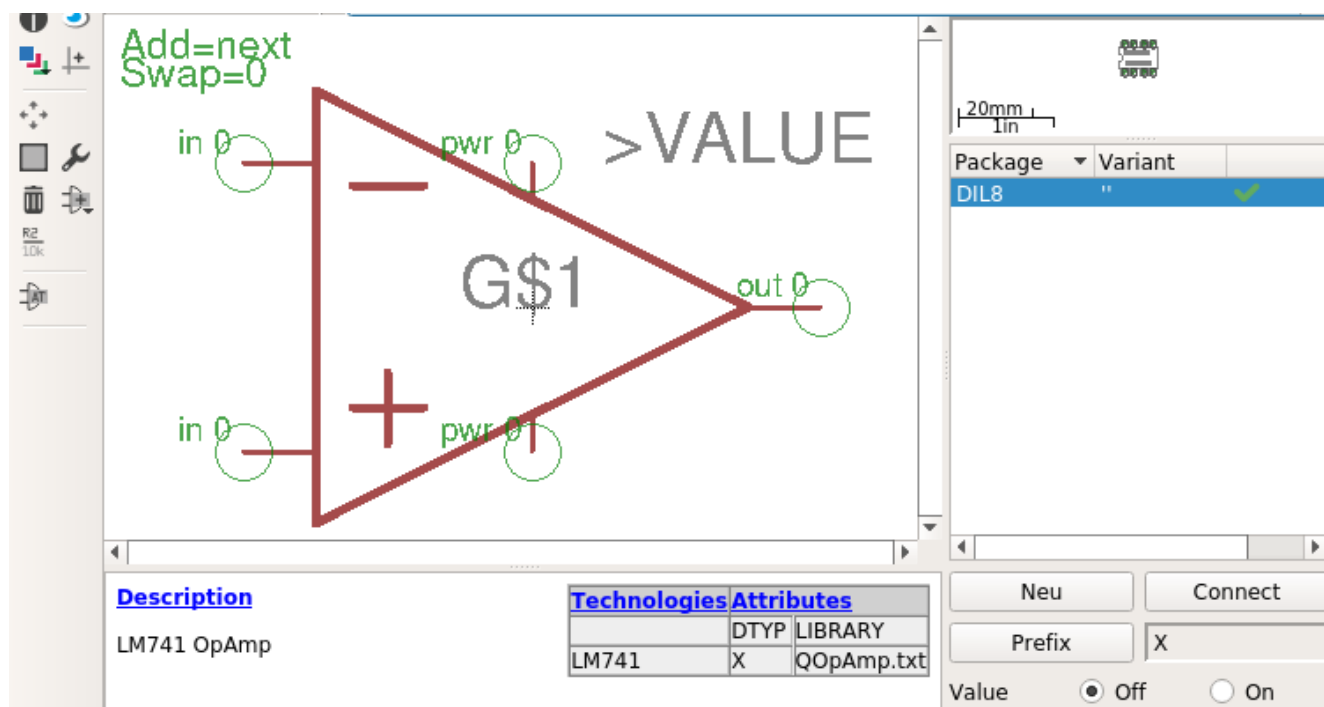 Add=next
Swap=0
in 0
pwr 0
>VALUE
G$1
out 0
in 0
pwr 0
R2
10k
AT
20mm
1in
Package Variant
DIL8 ''
Description
LM741 OpAmp
Technologies Attributes
DTYP LIBRARY
LM741 X QOpAmp.txt
Neu Connect
Prefix X
Value Off On